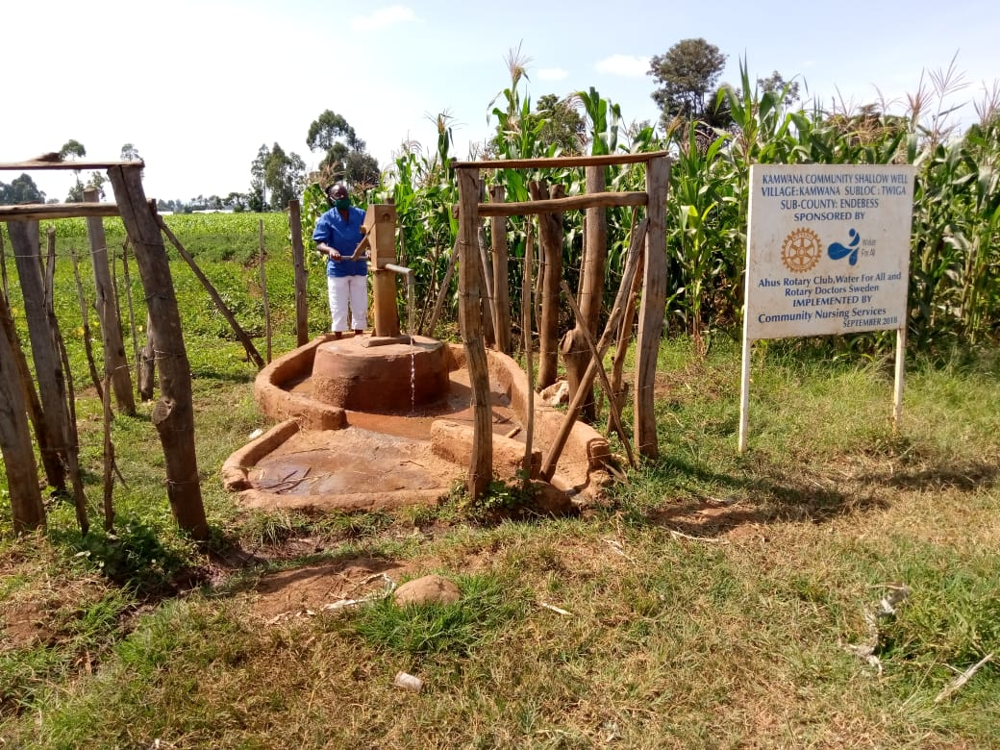 KAMWANA COMMUNITY SHALLOW WELL
VILLAGE:KAMWANA SUBLOC : TWIGA
SUB-COUNTY: ENDEBESS
SPONSORED BY
Water
For All
Ahus Rotary Club,Water For All and
Rotary Doctors Sweden
IMPLEMENTED BY
Community Nursing Services
SEPTEMBER 2018